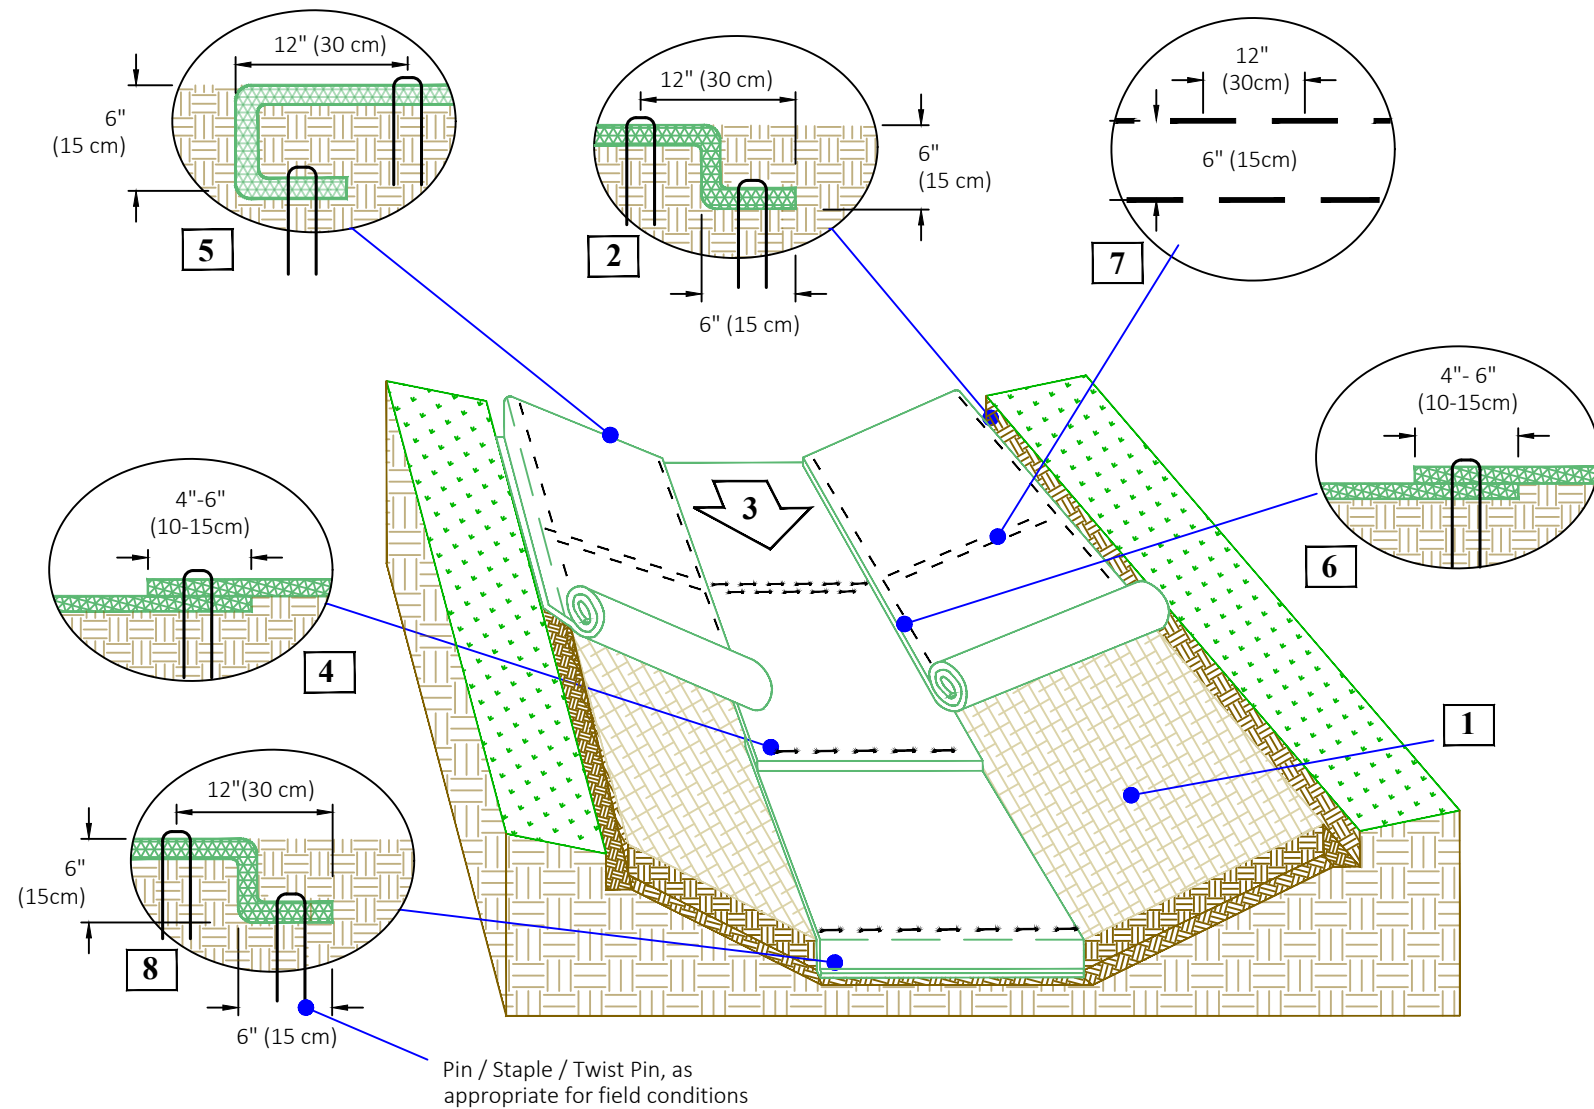 12" (30 cm)
6"
(15 cm)
5
12" (30 cm)
6"
(15 cm)
2
6" (15 cm)
12"
(30cm)
6" (15cm)
7
4"- 6"
(10-15cm)
6
3
4"-6"
(10-15cm)
4
1
12"(30 cm)
6"
(15cm)
8
6" (15 cm)
Pin / Staple / Twist Pin, as
appropriate for field conditions